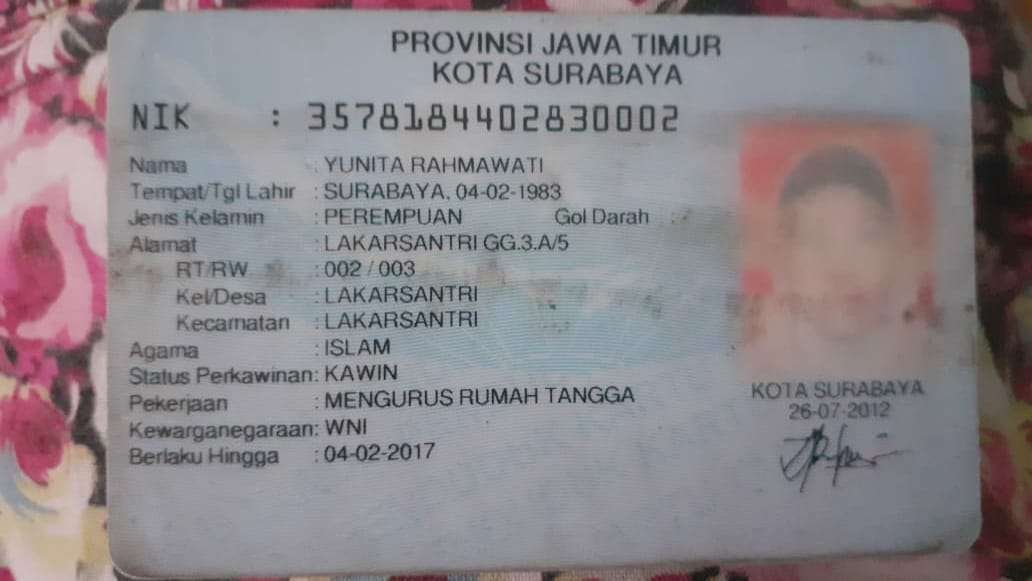 PROVINSI JAWA TIMUR
KOTA SURABAYA
NIK : 3578184402830002
Nama : YUNITA RAHMAWATI
Tempat/Tgl Lahir : SURABAYA, 04-02-1983
Jenis Kelamin : PEREMPUAN Gol Darah :
Alamat : LAKARSANTRI GG.3.A/5
RT/RW : 002 / 003
Kel/Desa : LAKARSANTRI
Kecamatan : LAKARSANTRI
Agama : ISLAM
Status Perkawinan: KAWIN
Pekerjaan : MENGURUS RUMAH TANGGA
Kewarganegaraan: WNI
Berlaku Hingga : 04-02-2017
KOTA SURABAYA
26-07-2012